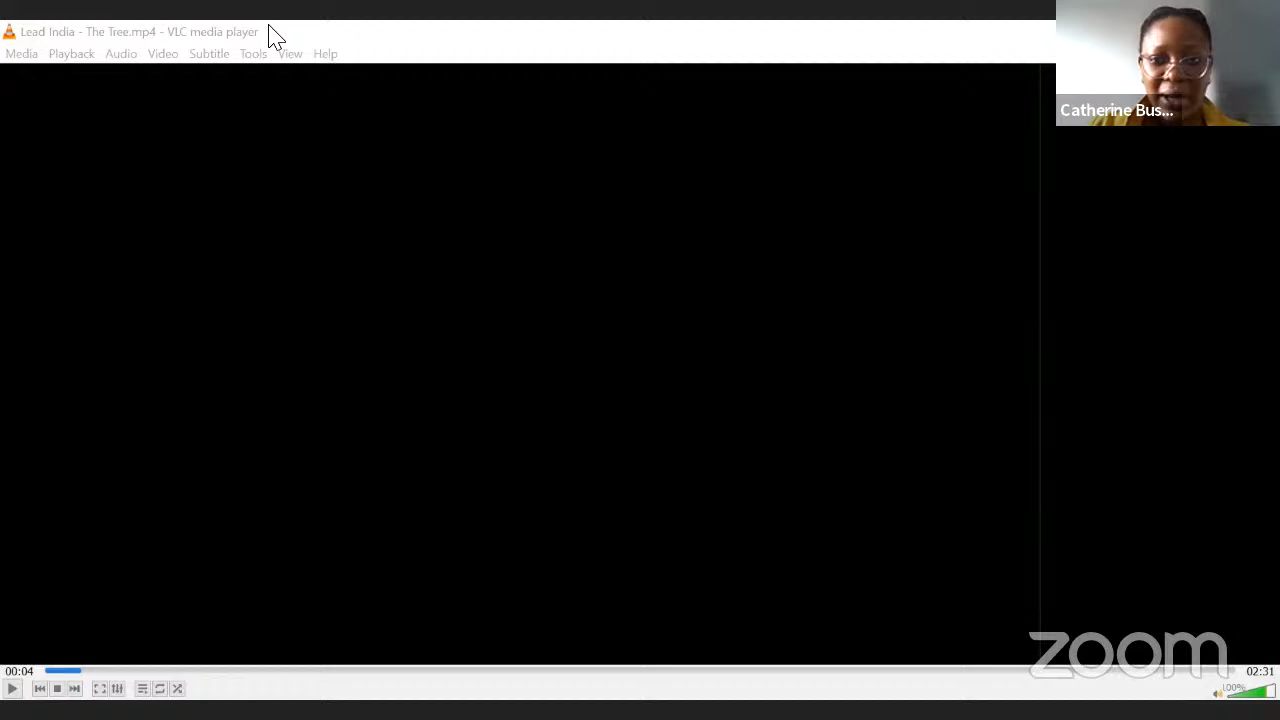 Lead India - The Tree.mp4 - VLC media player
Media Playback Audio Video Subtitle Tools View Help
Catherine Bus...
zoom
00:04
02:31
100%